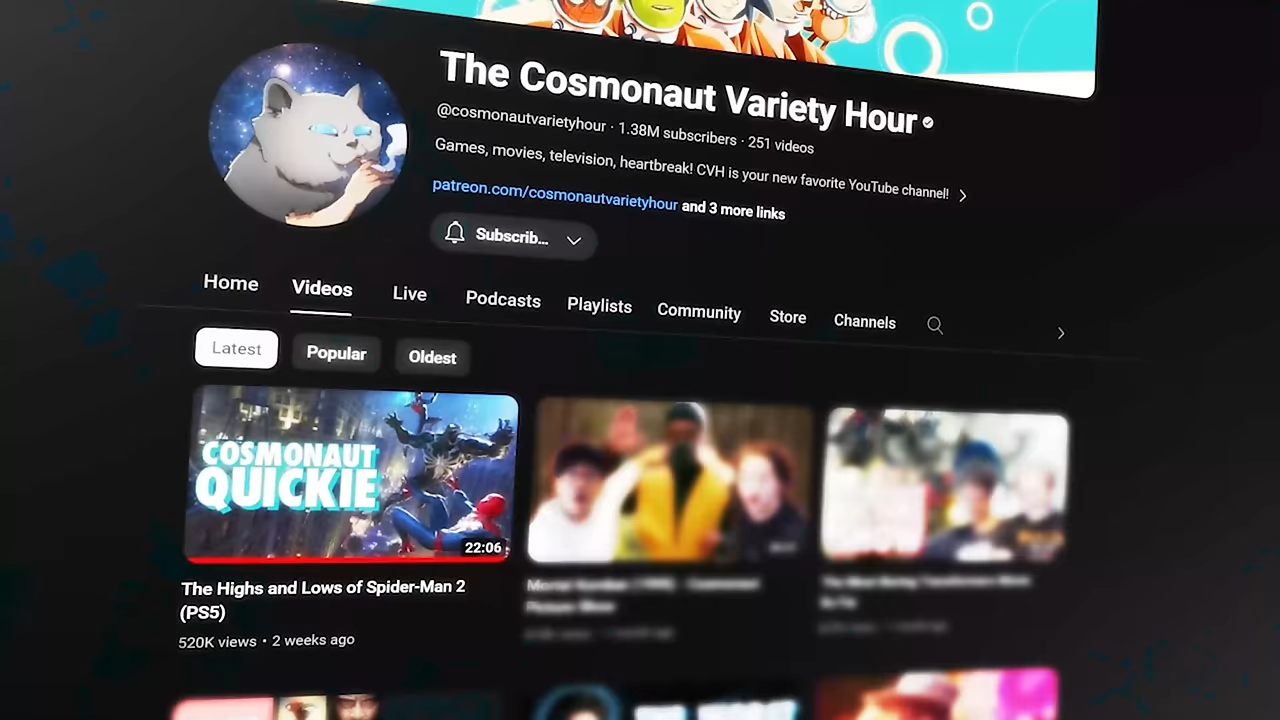 The Cosmonaut Variety Hour
@cosmonautvarietyhour · 1.38M subscribers · 251 videos
Games, movies, television, heartbreak! CVH is your new favorite YouTube channel!
patreon.com/cosmonautvarietyhour and 3 more links
Subscrib...
Home Videos Live Podcasts Playlists Community Store Channels
Latest Popular Oldest
COSMONAUT
QUICKIE
22:06
The Highs and Lows of Spider-Man 2
(PS5)
520K views • 2 weeks ago